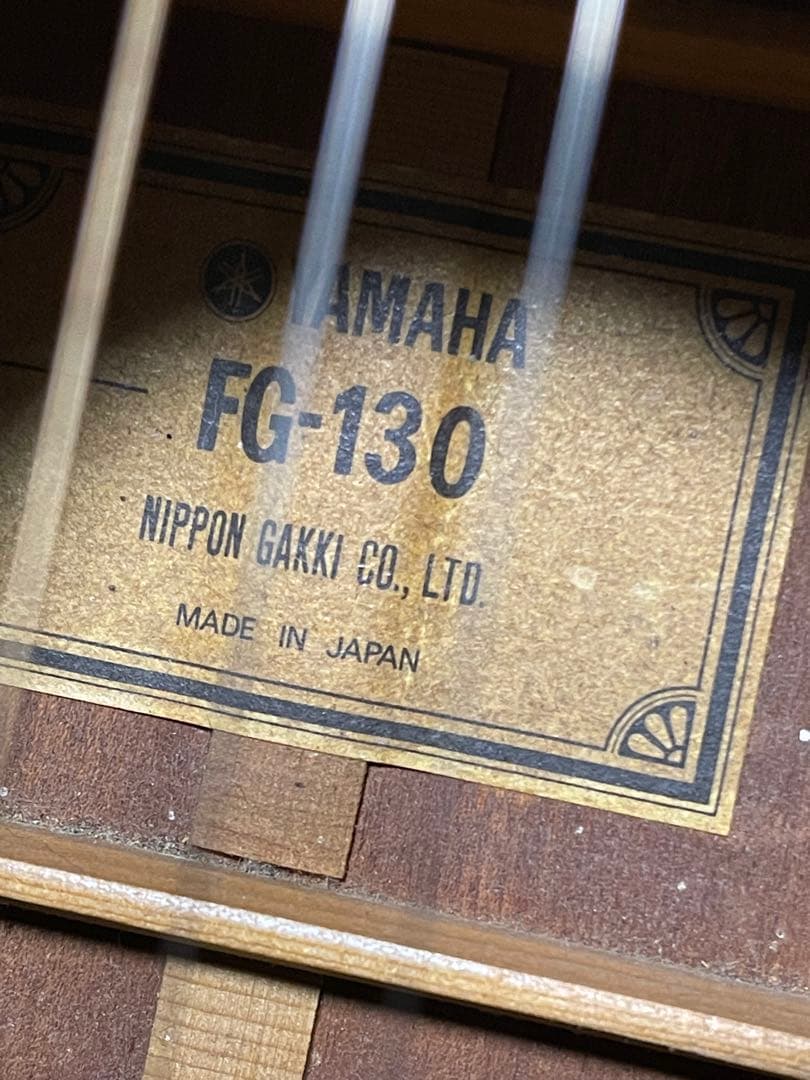 YAMAHA
FG-130
NIPPON GAKKI CO., LTD.
MADE IN JAPAN